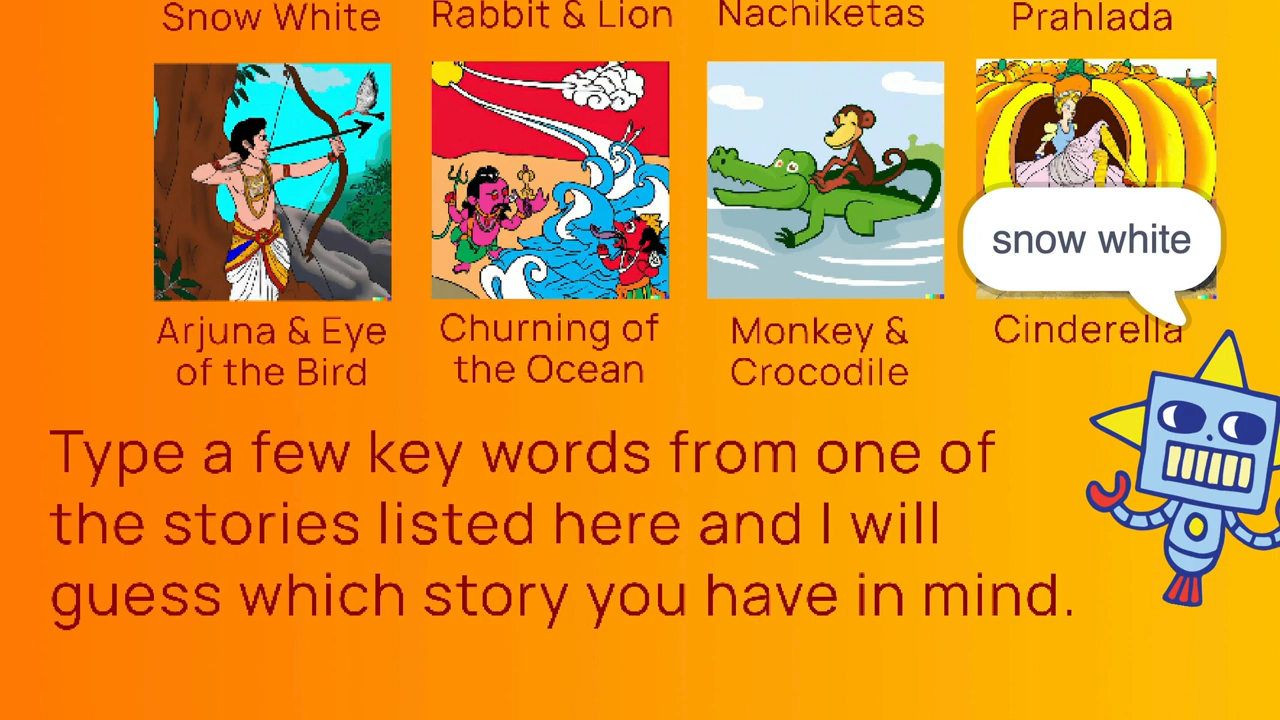 Snow White
Rabbit & Lion
Nachiketas
Prahlada
snow white
Arjuna & Eye
of the Bird
Churning of
the Ocean
Monkey &
Crocodile
Cinderella
Type a few key words from one of
the stories listed here and I will
guess which story you have in mind.